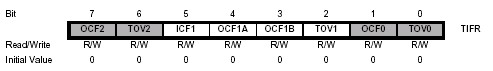 Bit 7 6 5 4 3 2 1 0
OCF2 TOV2 ICF1 OCF1A OCF1B TOV1 OCF0 TOV0 TIFR
Read/Write R/W R/W R/W R/W R/W R/W R/W R/W
Initial Value 0 0 0 0 0 0 0 0